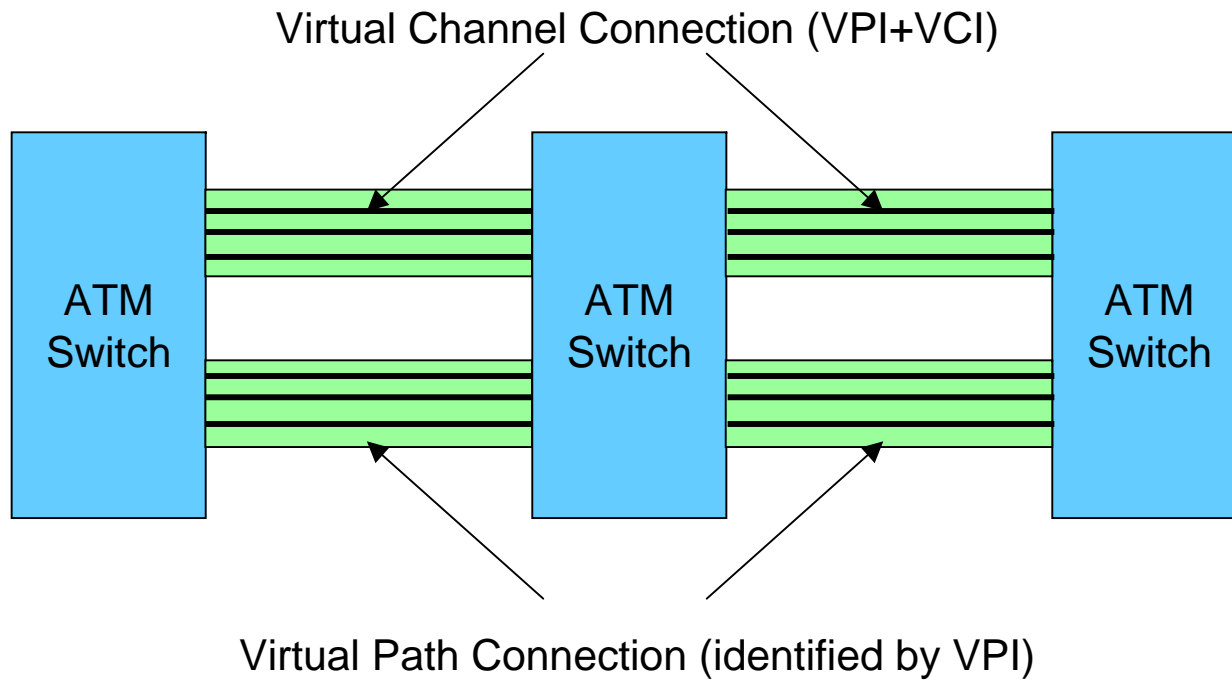 Virtual Channel Connection (VPI+VCI)
ATM
Switch
ATM
Switch
ATM
Switch
Virtual Path Connection (identified by VPI)